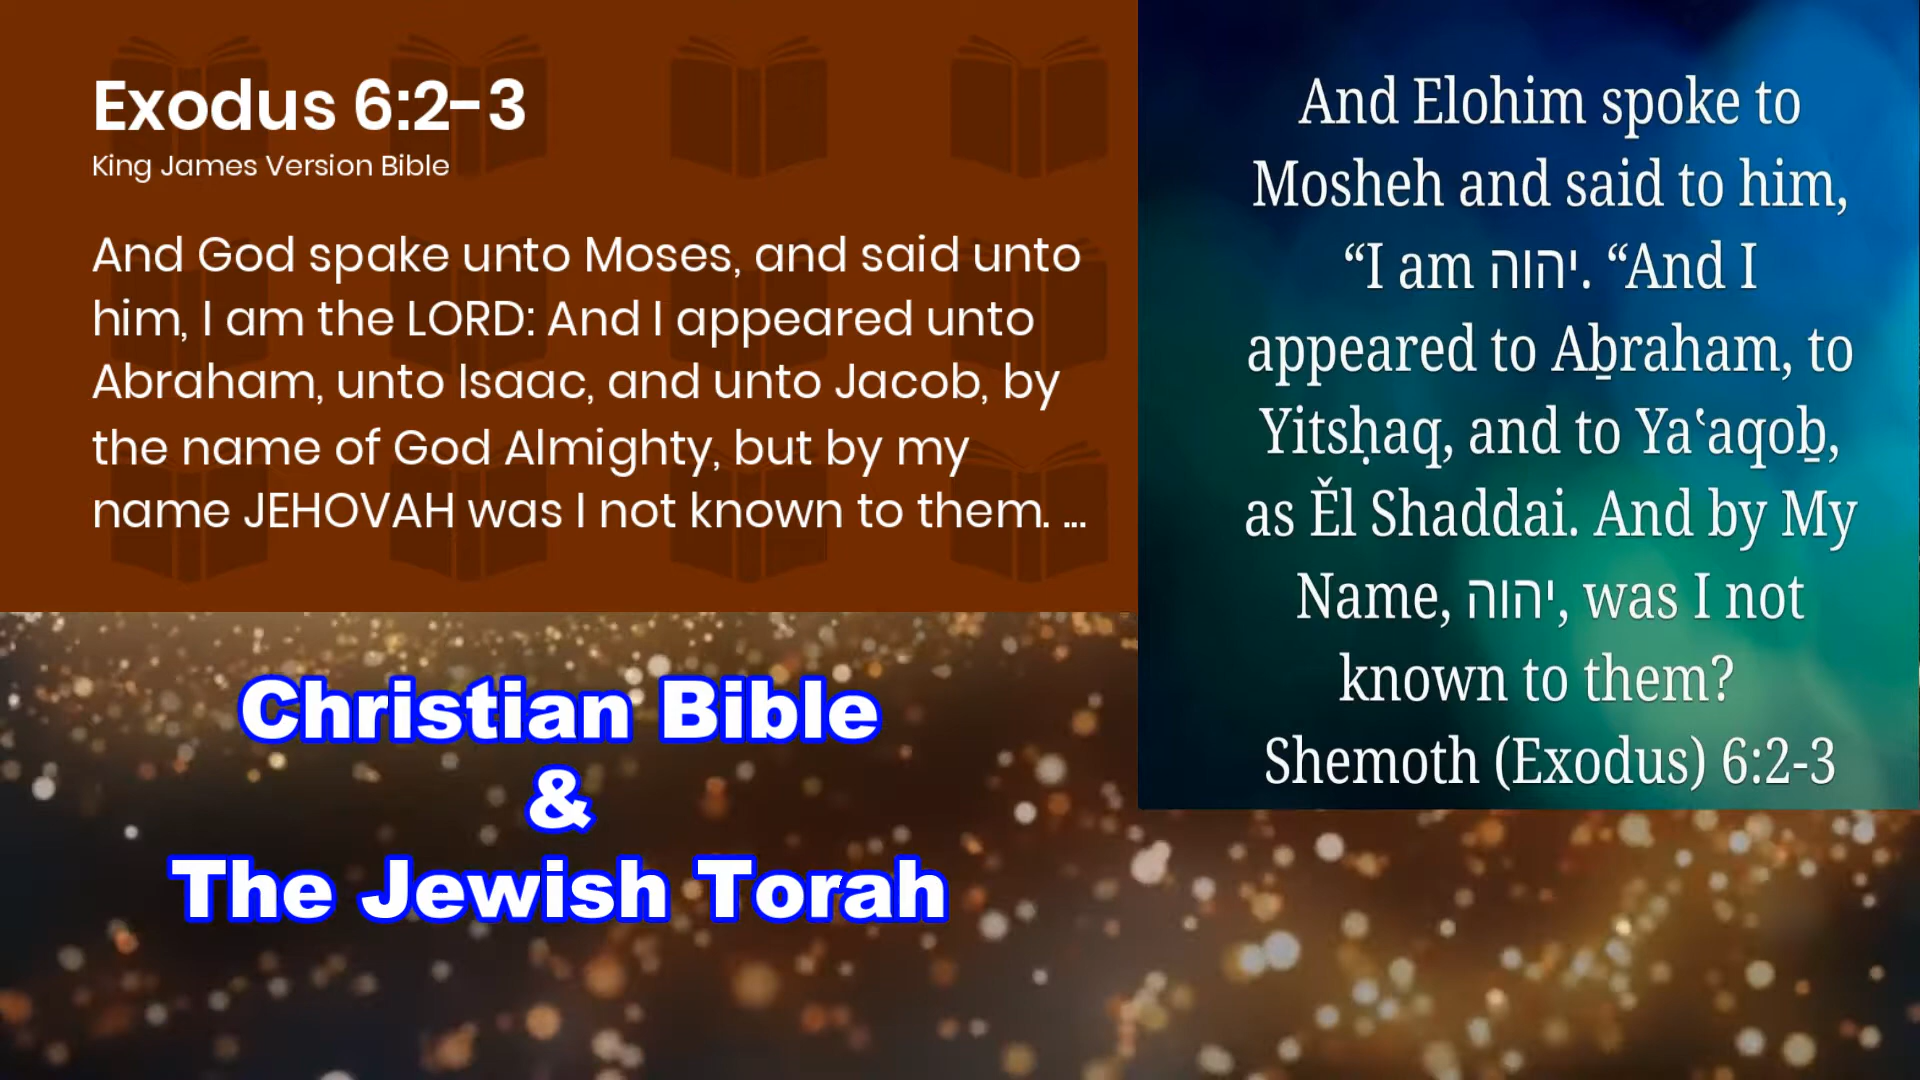 Exodus 6:2-3
King James Version Bible
And God spake unto Moses, and said unto
him, I am the LORD: And I appeared unto
Abraham, unto Isaac, and unto Jacob, by
the name of God Almighty, but by my
name JEHOVAH was I not known to them. ...
Christian Bible
&
The Jewish Torah
And Elohim spoke to
Mosheh and said to him,
“I am יהוה. “And I
appeared to Aḇraham, to
Yitsḥaq, and to Ya‛aqoḇ,
as Ěl Shaddai. And by My
Name, יהוה, was I not
known to them?
Shemoth (Exodus) 6:2-3